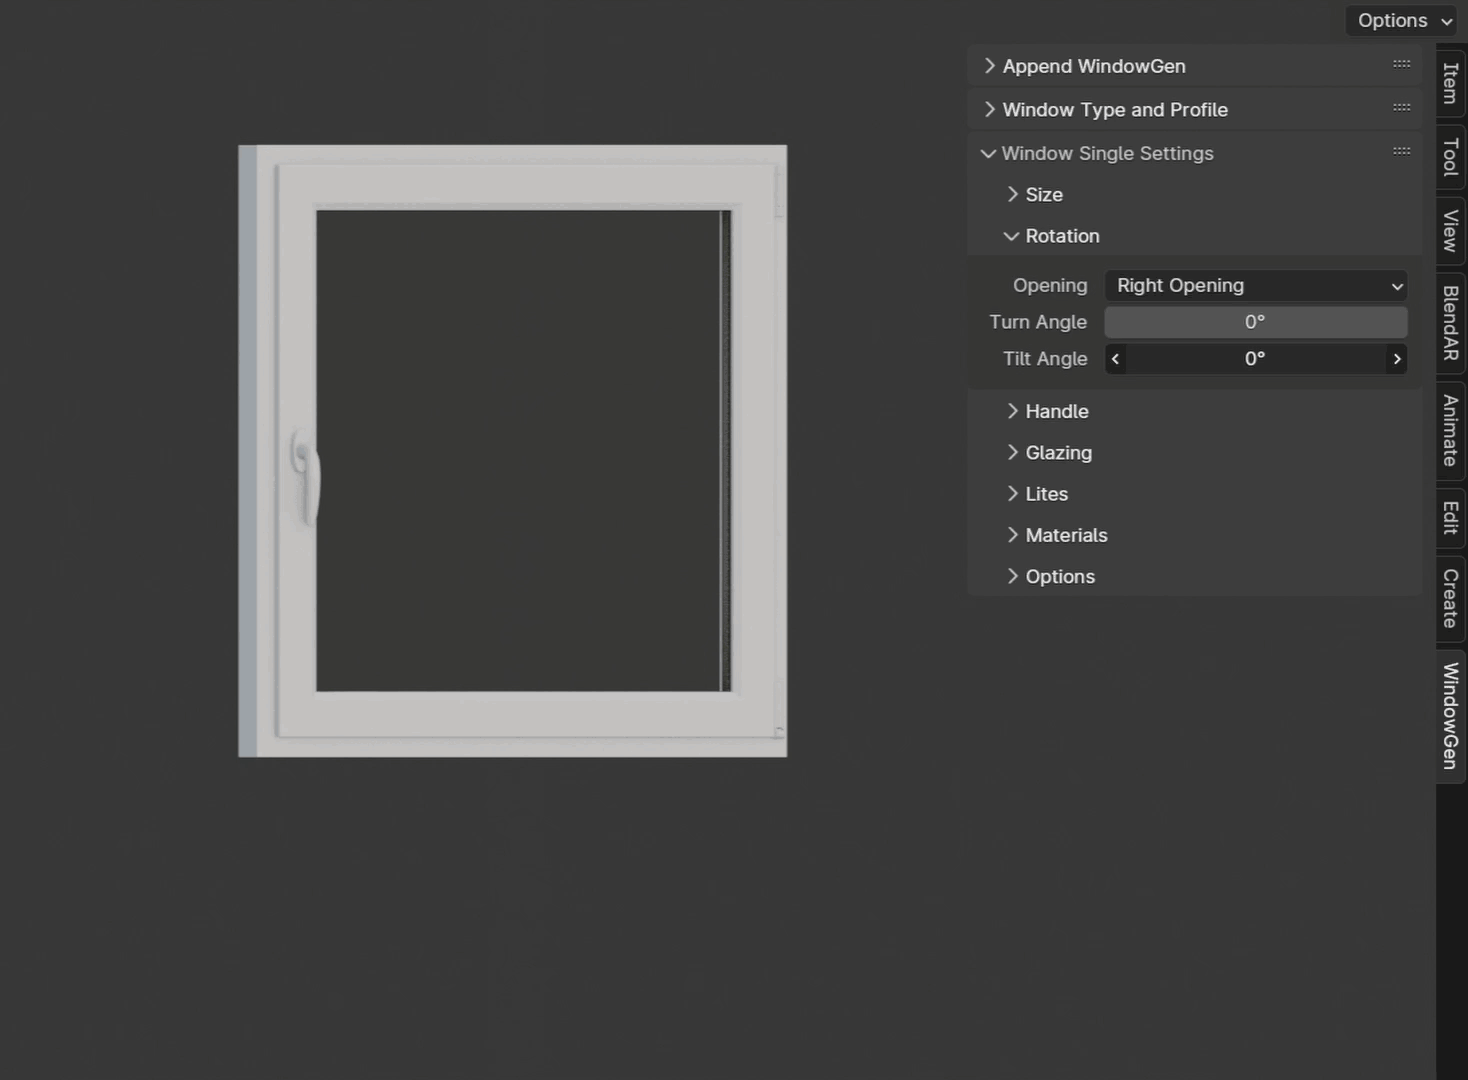 Options
Append WindowGen
Window Type and Profile
Window Single Settings
Size
Rotation
Opening Right Opening
Turn Angle 0°
Tilt Angle 0°
Handle
Glazing
Lites
Materials
Options
Item
Tool
View
BlendAR
Animate
Edit
Create
WindowGen